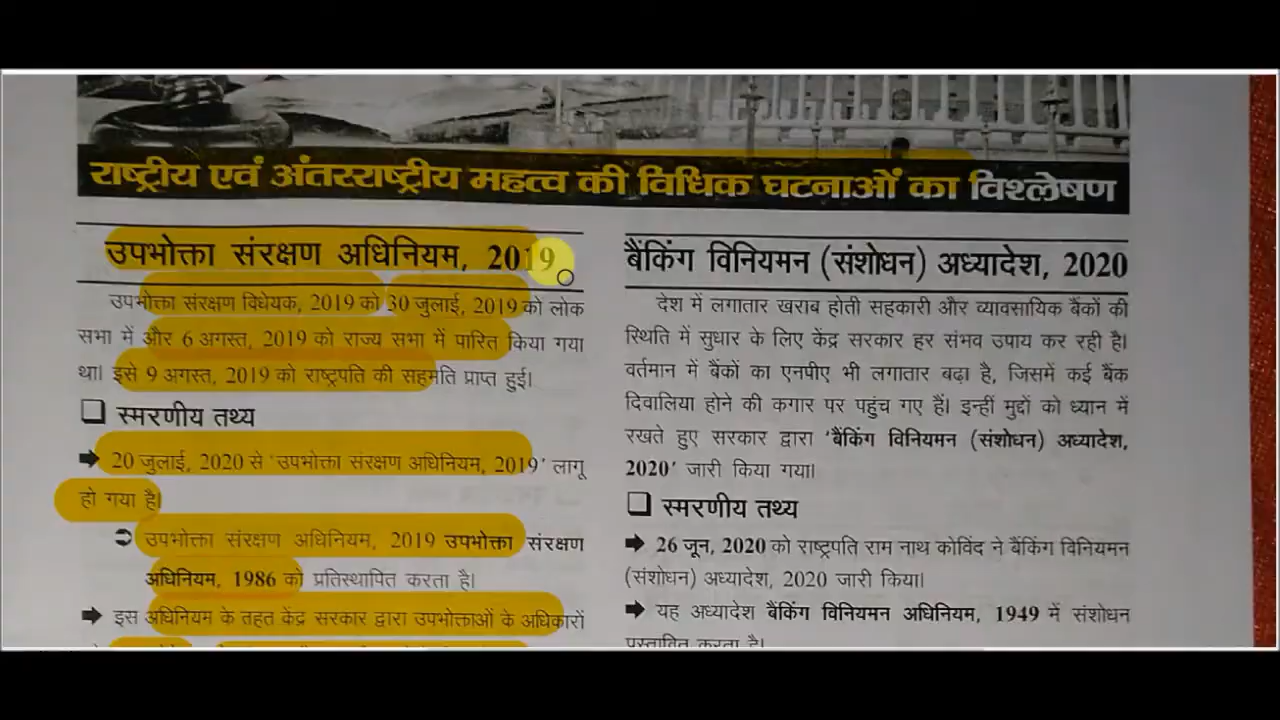 राष्ट्रीय एवं अंतरराष्ट्रीय महत्व की विधिक घटनाओं का विश्लेषण
उपभोक्ता संरक्षण अधिनियम, 2019
उपभोक्ता संरक्षण विधेयक, 2019 को 30 जुलाई, 2019 को लोक
सभा में और 6 अगस्त, 2019 को राज्य सभा में पारित किया गया
था। इसे 9 अगस्त, 2019 को राष्ट्रपति की सहमति प्राप्त हुई।
स्मरणीय तथ्य
20 जुलाई, 2020 से 'उपभोक्ता संरक्षण अधिनियम, 2019' लागू
हो गया है।
उपभोक्ता संरक्षण अधिनियम, 2019 उपभोक्ता संरक्षण
अधिनियम, 1986 को प्रतिस्थापित करता है।
इस अधिनियम के तहत केंद्र सरकार द्वारा उपभोक्ताओं के अधिकारों
बैंकिंग विनियमन (संशोधन) अध्यादेश, 2020
देश में लगातार खराब होती सहकारी और व्यावसायिक बैंकों की
स्थिति में सुधार के लिए केंद्र सरकार हर संभव उपाय कर रही है।
वर्तमान में बैंकों का एनपीए भी लगातार बढ़ा है, जिसमें कई बैंक
दिवालिया होने की कगार पर पहुंच गए हैं। इन्हीं मुद्दों को ध्यान में
रखते हुए सरकार द्वारा 'बैंकिंग विनियमन (संशोधन) अध्यादेश,
2020' जारी किया गया।
स्मरणीय तथ्य
26 जून, 2020 को राष्ट्रपति राम नाथ कोविंद ने बैंकिंग विनियमन
(संशोधन) अध्यादेश, 2020 जारी किया।
यह अध्यादेश बैंकिंग विनियमन अधिनियम, 1949 में संशोधन
प्रस्तावित करता है।